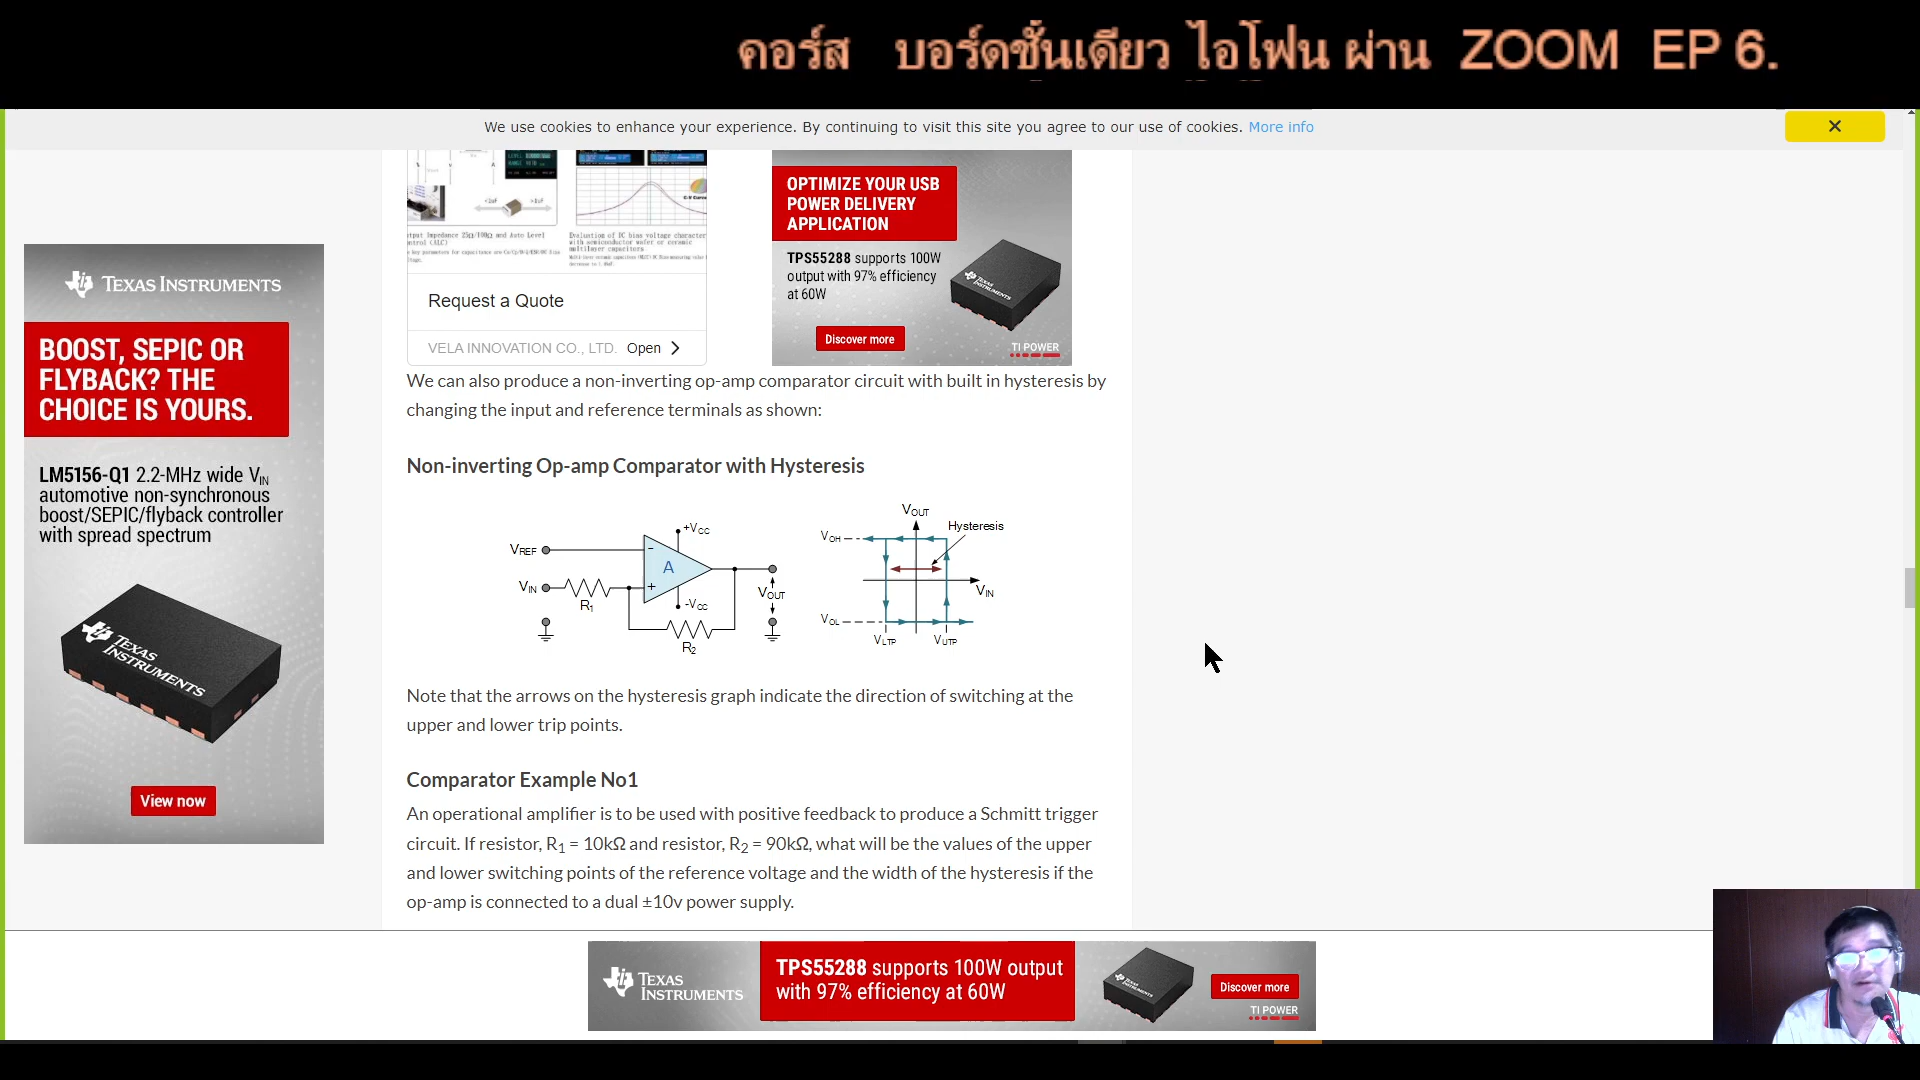 คอร์ส บอร์ดชั้นเดียว ไอโฟน ผ่าน ZOOM EP 6.
We use cookies to enhance your experience. By continuing to visit this site you agree to our use of cookies. More info
TEXAS INSTRUMENTS
BOOST, SEPIC OR
FLYBACK? THE
CHOICE IS YOURS.
LM5156-Q1 2.2-MHz wide VIN
automotive non-synchronous
boost/SEPIC/flyback controller
with spread spectrum
TEXAS
INSTRUMENTS
View now
Request a Quote
VELA INNOVATION CO., LTD. Open
OPTIMIZE YOUR USB
POWER DELIVERY
APPLICATION
TPS55288 supports 100W
output with 97% efficiency
at 60W
Discover more
TI POWER
We can also produce a non-inverting op-amp comparator circuit with built in hysteresis by
changing the input and reference terminals as shown:
Non-inverting Op-amp Comparator with Hysteresis
VREF
VIN
R1
A
-
+
+VCC
-VCC
R2
VOUT
VOUT
Hysteresis
VOH
VIN
VOL
VLTP
VUTP
Note that the arrows on the hysteresis graph indicate the direction of switching at the
upper and lower trip points.
Comparator Example No1
An operational amplifier is to be used with positive feedback to produce a Schmitt trigger
circuit. If resistor, R1 = 10kΩ and resistor, R2 = 90kΩ, what will be the values of the upper
and lower switching points of the reference voltage and the width of the hysteresis if the
op-amp is connected to a dual ±10v power supply.
TEXAS
INSTRUMENTS
TPS55288 supports 100W output
with 97% efficiency at 60W
Discover more
TI POWER